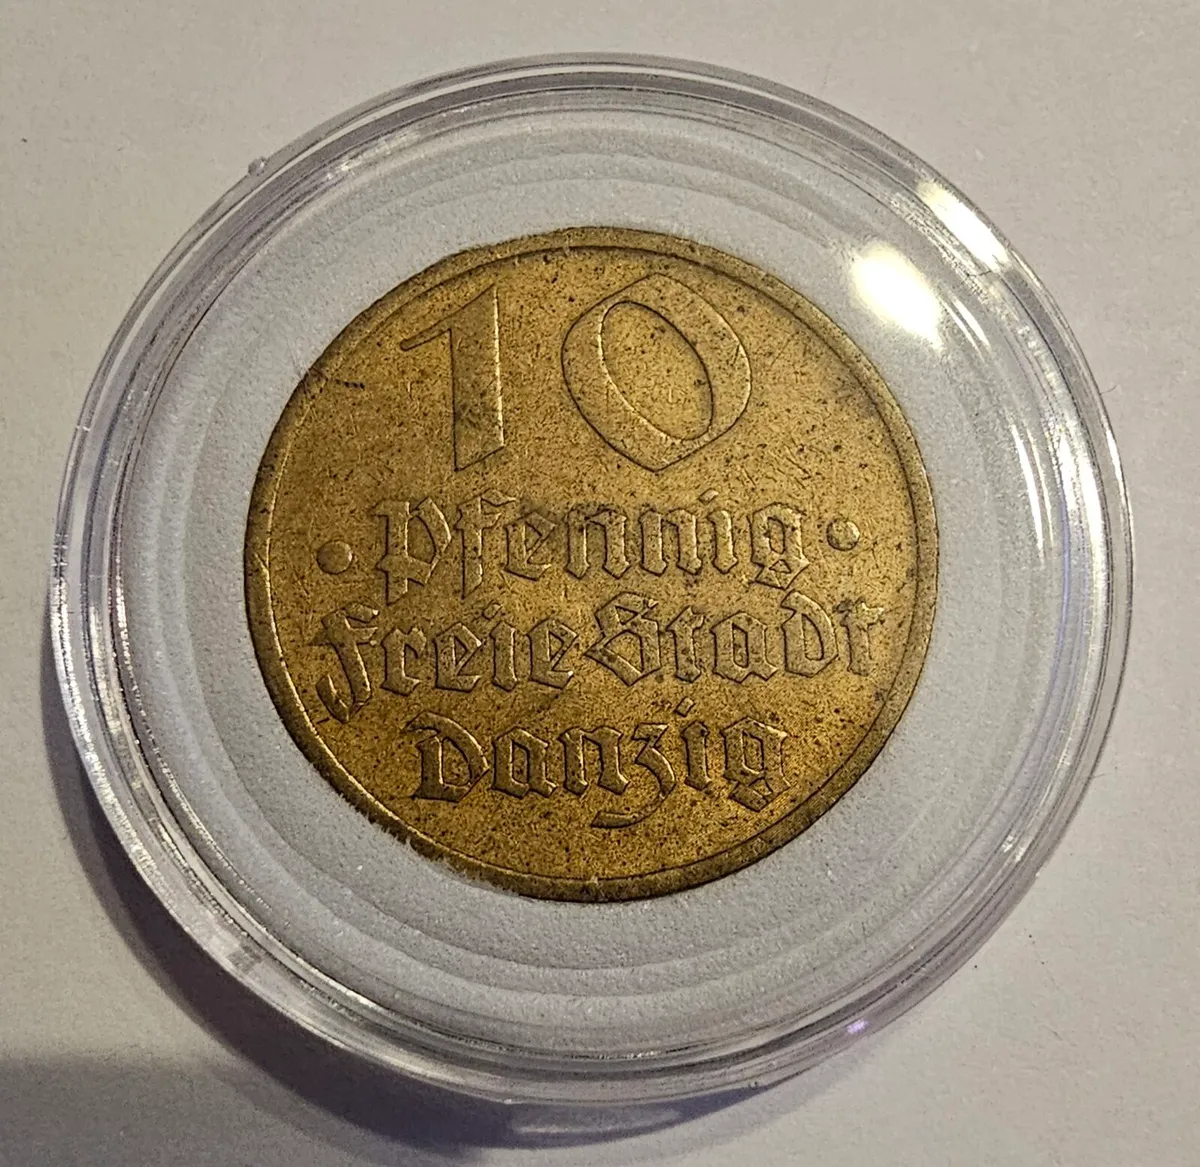 10
• Pfennig •
Freie Stadt
Danzig